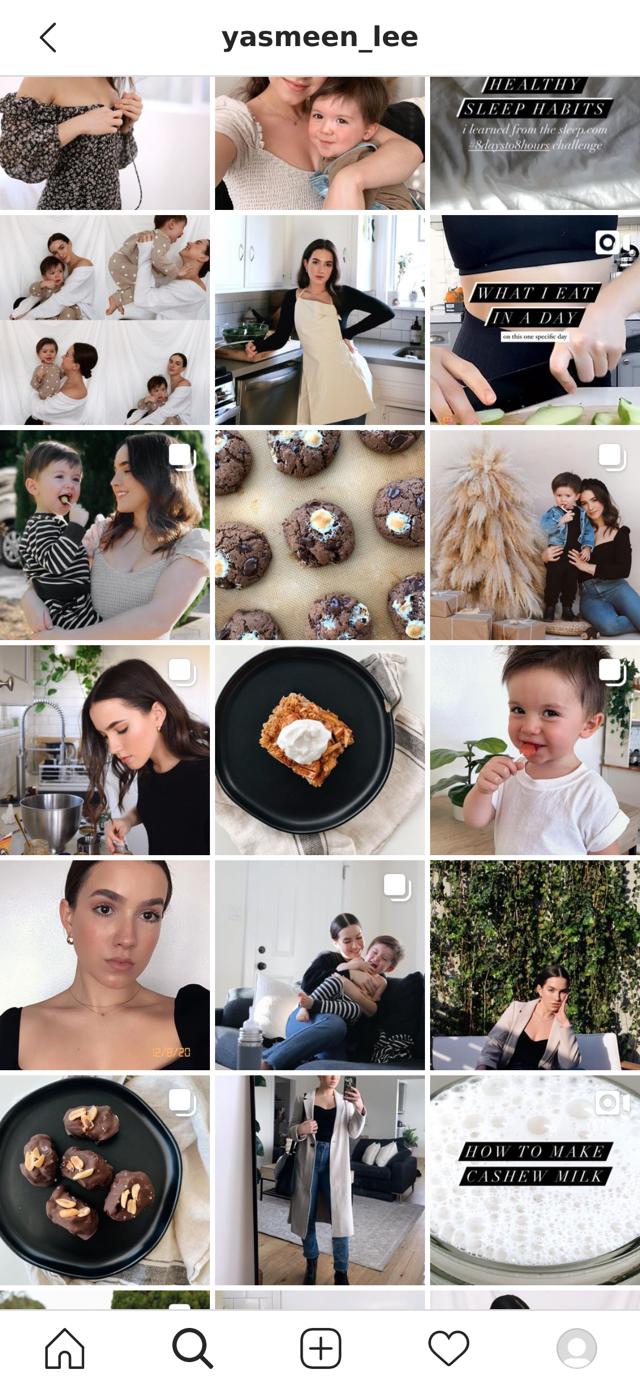 yasmeen_lee
HEALTHY
SLEEP HABITS
i learned from the sleep.com
#8daysto8hours challenge
WHAT I EAT
IN A DAY
on this one specific day
12/8/20
HOW TO MAKE
CASHEW MILK